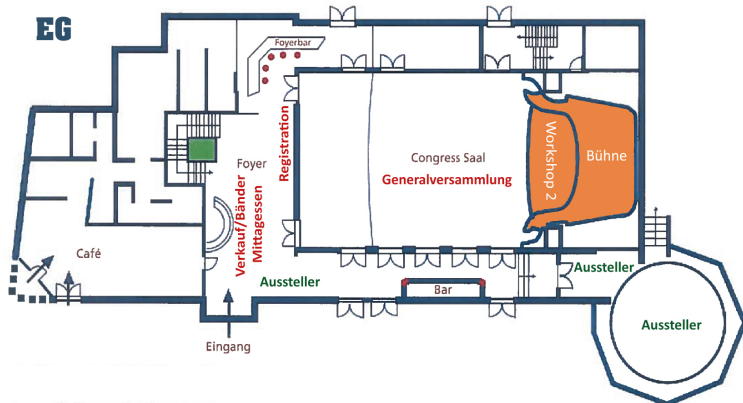 EG
Foyerbar
Registration
Foyer
Verkauf/Bänder
Mittagessen
Congress Saal
Generalversammlung
Workshop 2
Bühne
Café
Aussteller
Bar
Aussteller
Aussteller
Eingang